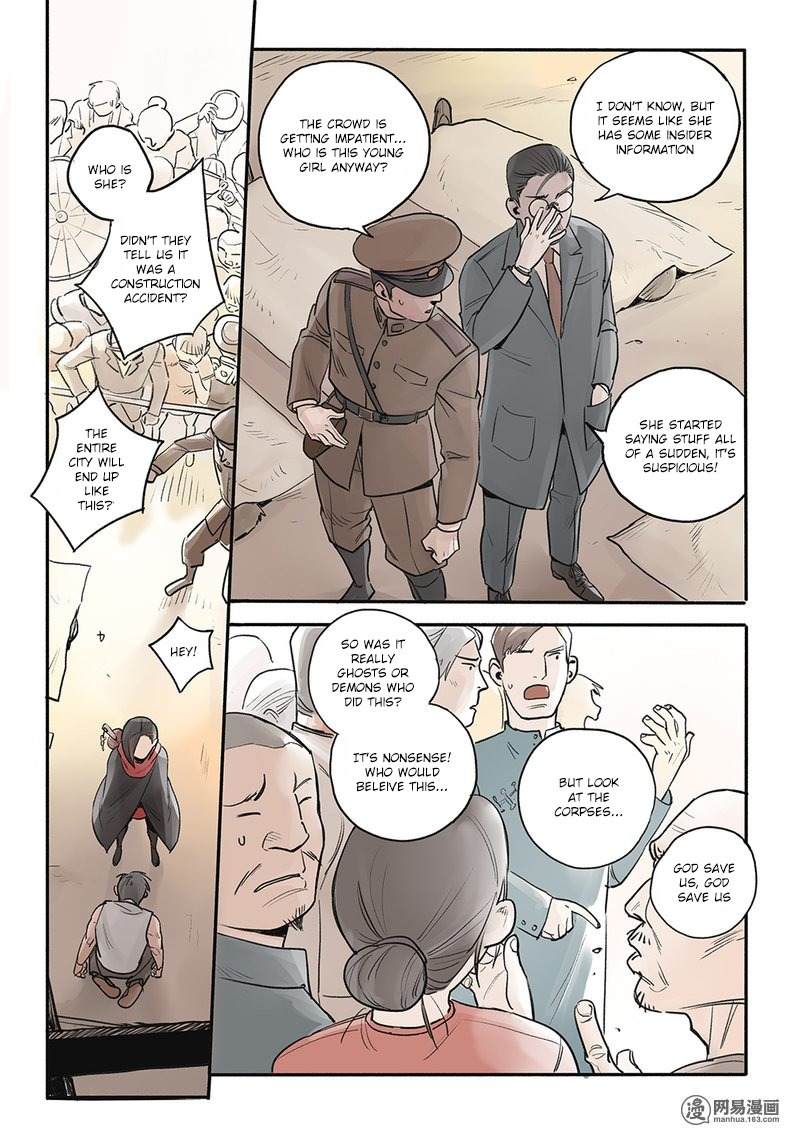 WHO IS
SHE?
DIDN'T THEY
TELL US IT
WAS A
CONSTRUCTION
ACCIDENT?
THE
ENTIRE
CITY WILL
END UP
LIKE
THIS?
HEY!
THE CROWD IS
GETTING IMPATIENT...
WHO IS THIS YOUNG
GIRL ANYWAY?
I DON'T KNOW, BUT
IT SEEMS LIKE SHE
HAS SOME INSIDER
INFORMATION
SHE STARTED
SAYING STUFF ALL
OF A SUDDEN, IT'S
SUSPICIOUS!
SO WAS IT
REALLY
GHOSTS OR
DEMONS WHO
DID THIS?
IT'S NONSENSE!
WHO WOULD
BELEIVE THIS...
BUT LOOK
AT THE
CORPSES...
GOD SAVE
US, GOD
SAVE US
漫 网易漫画
manhua.163.com